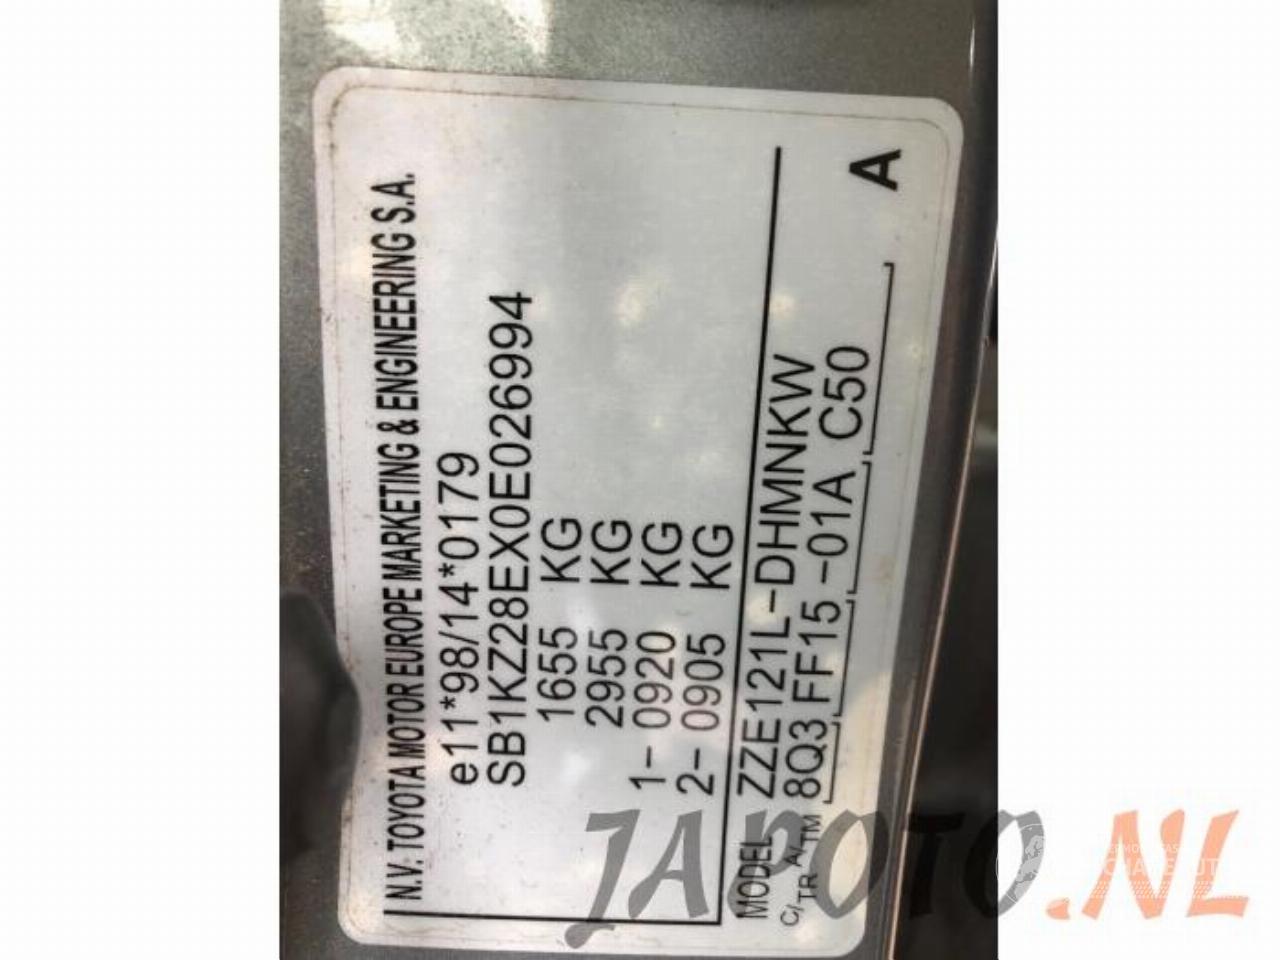 N.V. TOYOTA MOTOR EUROPE MARKETING & ENGINEERING S.A.
e11*98/14*0179
SB1KZ28EX0E026994
1655 KG
2955 KG
1- 0920 KG
2- 0905 KG
MODEL ZZE121L-DHMNKW
C/TR A/TM 8Q3 FF15 -01A C50
A
JAPOTO.NL